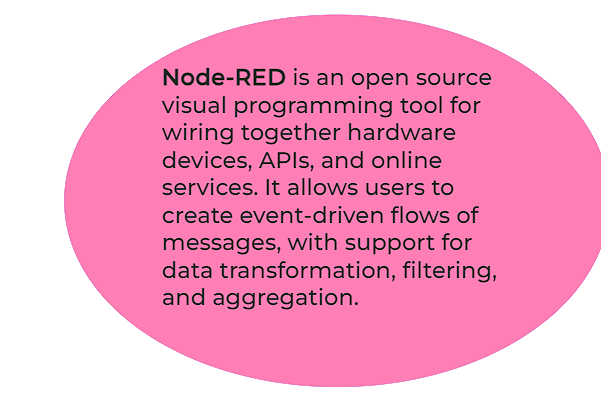 Node-RED is an open source
visual programming tool for
wiring together hardware
devices, APIs, and online
services. It allows users to
create event-driven flows of
messages, with support for
data transformation, filtering,
and aggregation.